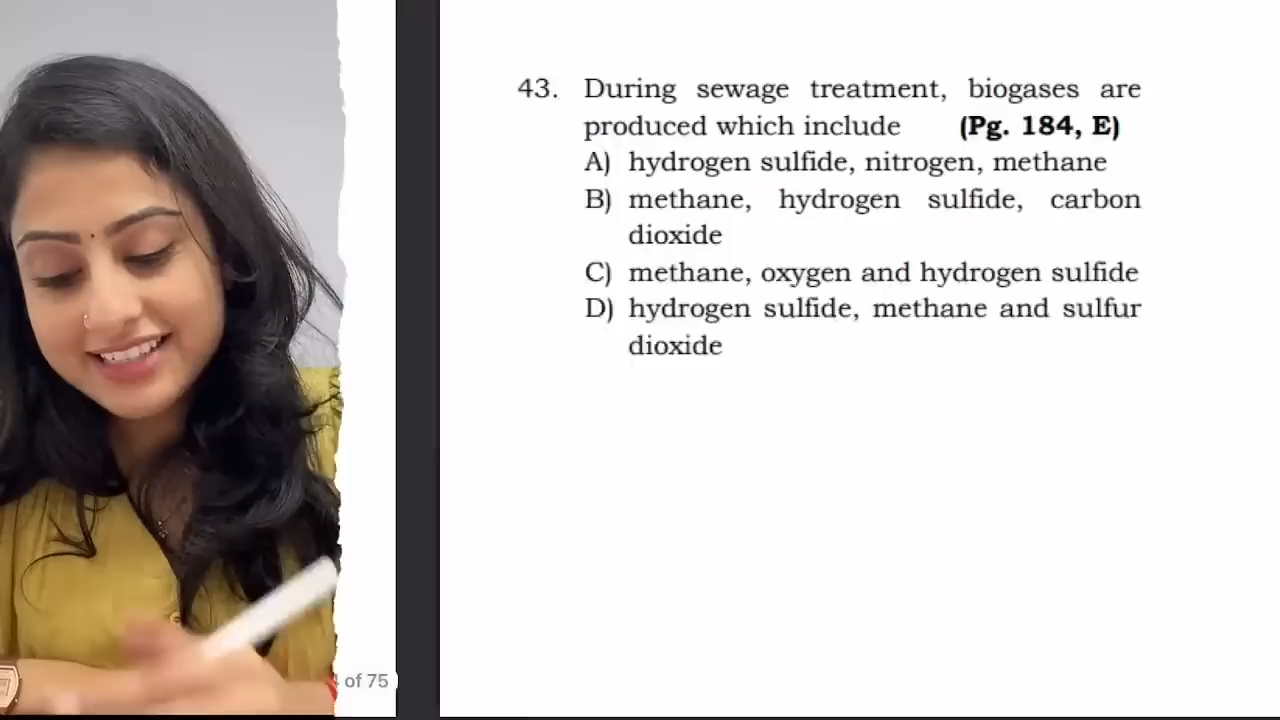 43. During sewage treatment, biogases are
produced which include (Pg. 184, E)
A) hydrogen sulfide, nitrogen, methane
B) methane, hydrogen sulfide, carbon
dioxide
C) methane, oxygen and hydrogen sulfide
D) hydrogen sulfide, methane and sulfur
dioxide
of 75